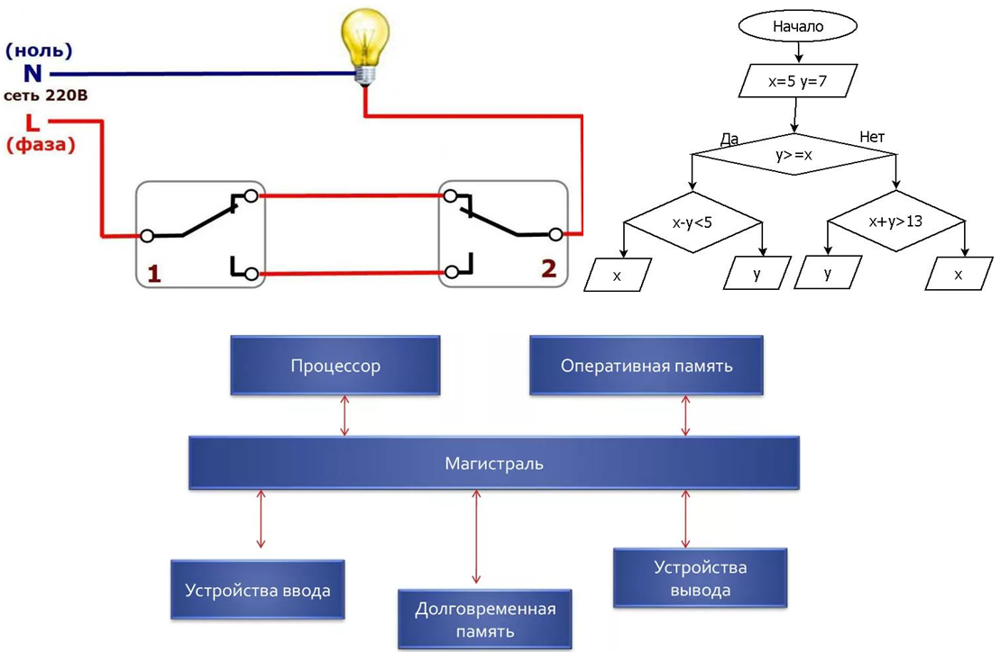 (ноль)
N
сеть 220В
L
(фаза)
1
2
Начало
x=5 y=7
Да
Нет
y>=x
x-y<5
x+y>13
x
y
y
x
Процессор
Оперативная память
Магистраль
Устройства ввода
Долговременная
память
Устройства
вывода